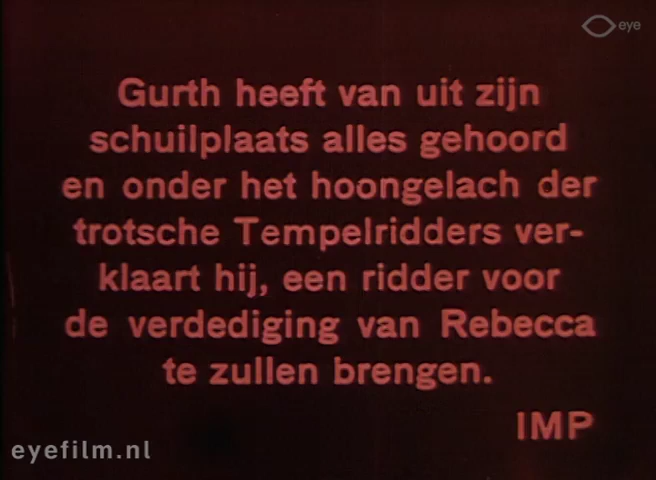 eye
Gurth heeft van uit zijn
schuilplaats alles gehoord
en onder het hoongelach der
trotsche Tempelridders ver-
klaart hij, een ridder voor
de verdediging van Rebecca
te zullen brengen.
IMP
eyefilm.nl